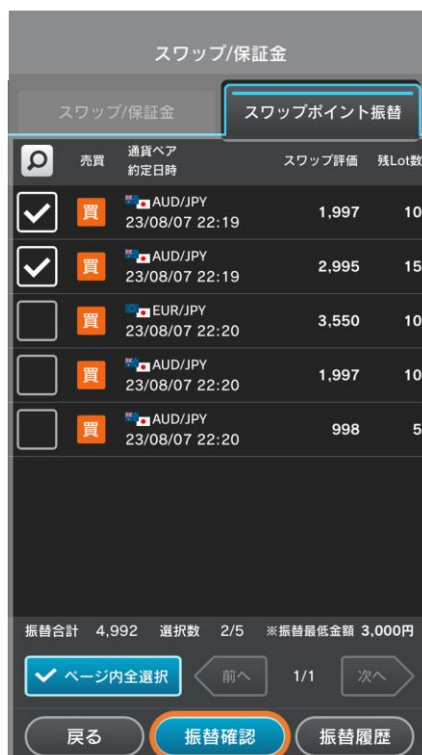 スワップ/保証金
スワップ/保証金 スワップポイント振替
売買 通貨ペア 約定日時 スワップ評価 残Lot数
買 AUD/JPY 1,997 10
23/08/07 22:19
買 AUD/JPY 2,995 15
23/08/07 22:19
買 EUR/JPY 3,550 10
23/08/07 22:20
買 AUD/JPY 1,997 10
23/08/07 22:20
買 AUD/JPY 998 5
23/08/07 22:20
振替合計 4,992 選択数 2/5 ※振替最低金額 3,000円
ページ内全選択 前へ 1/1 次へ
戻る 振替確認 振替履歴